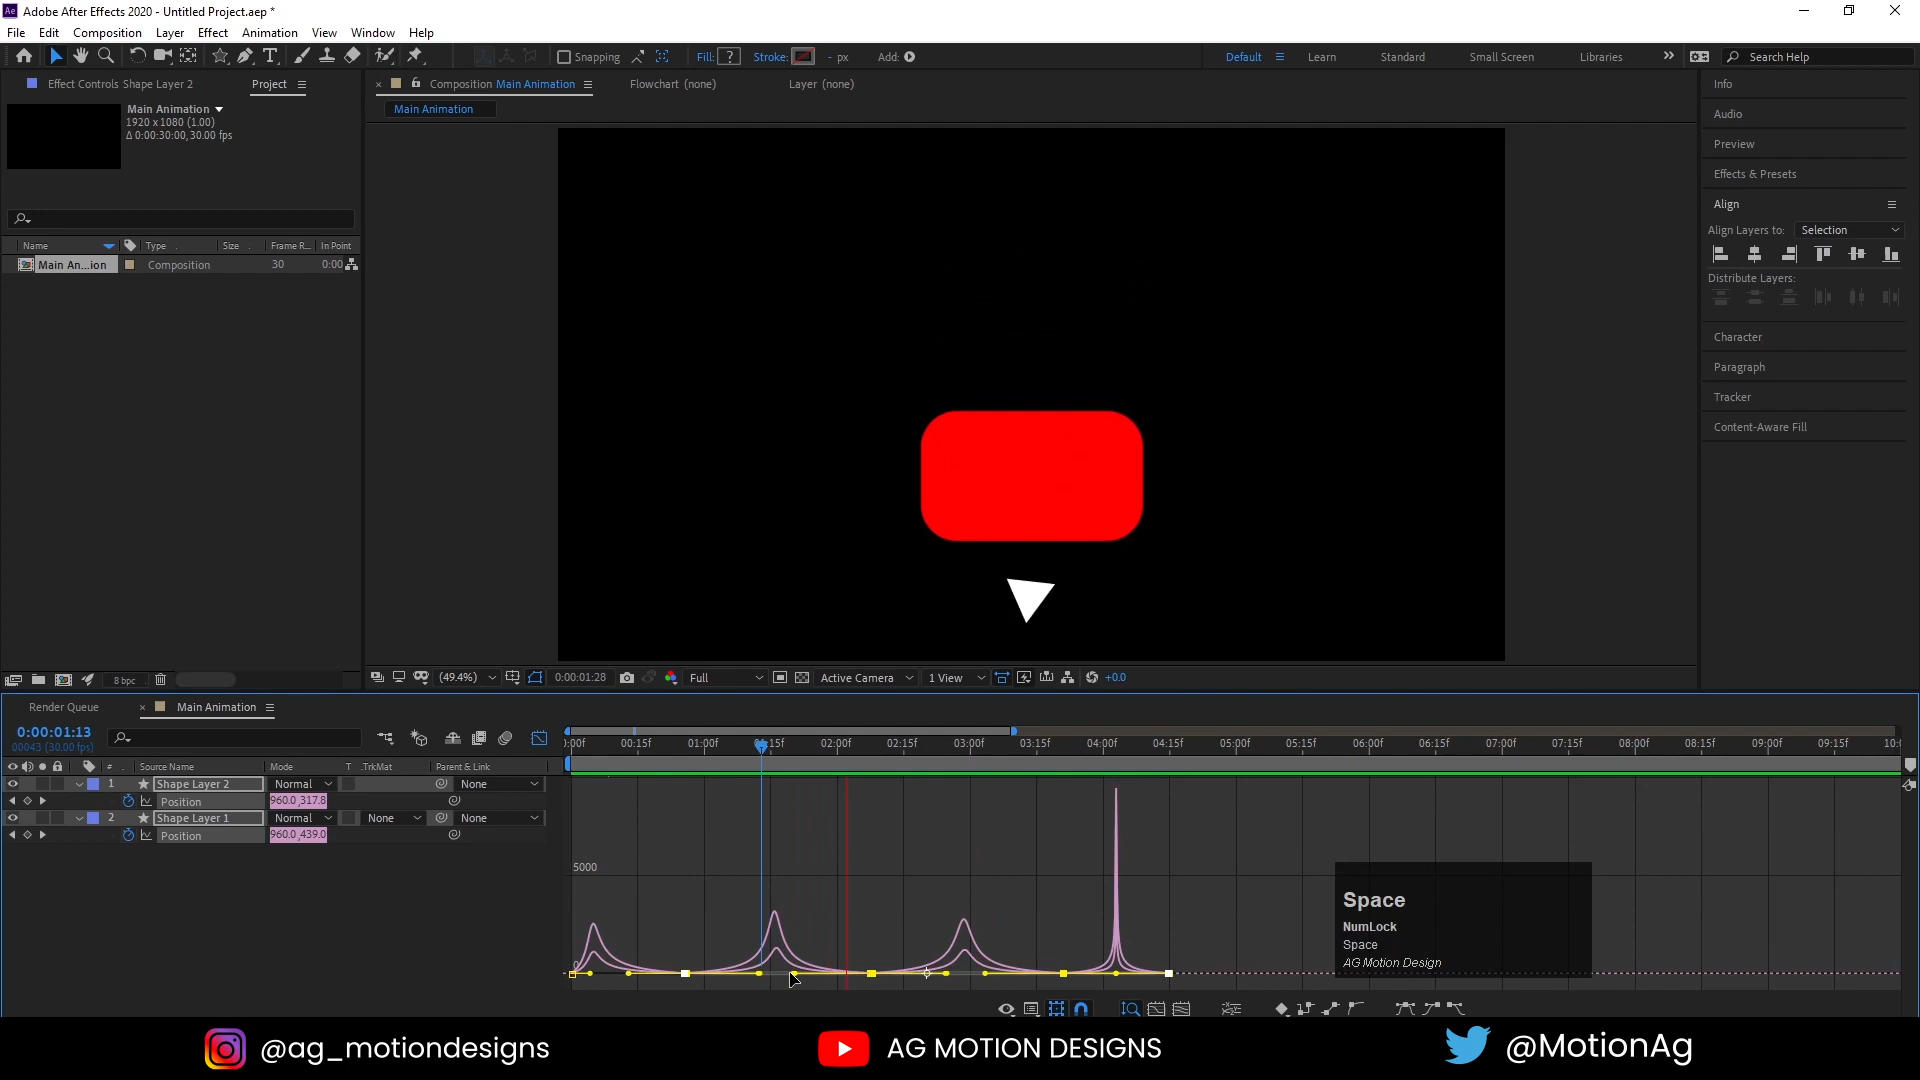 Ae Adobe After Effects 2020 - Untitled Project.aep *
File Edit Composition Layer Effect Animation View Window Help
Snapping Fill: ? Stroke: - px Add: Default Learn Standard Small Screen Libraries Search Help
Effect Controls Shape Layer 2 Project
Composition Main Animation Flowchart (none) Layer (none)
Main Animation
Main Animation
1920 x 1080 (1.00)
Δ 0:00:30:00, 30.00 fps
Name Type Size Frame R... In Point
Main An...ion Composition 30 0:00
8 bpc
(49.4%) 0:00:01:28 Full Active Camera 1 View +0.0
Info
Audio
Preview
Effects & Presets
Align
Align Layers to: Selection
Distribute Layers:
Character
Paragraph
Tracker
Content-Aware Fill
Render Queue Main Animation
0:00:01:13
00043 (30.00 fps)
:00f 00:15f 01:00f 01:15f 02:00f 02:15f 03:00f 03:15f 04:00f 04:15f 05:00f 05:15f 06:00f 06:15f 07:00f 07:15f 08:00f 08:15f 09:00f 09:15f 10:0
# Source Name Mode T .TrkMat Parent & Link
1 Shape Layer 2 Normal None
Position 960.0,317.8
2 Shape Layer 1 Normal None None
Position 960.0,439.0
5000
0
Space
NumLock
Space
AG Motion Design
@ag_motiondesigns AG MOTION DESIGNS @MotionAg